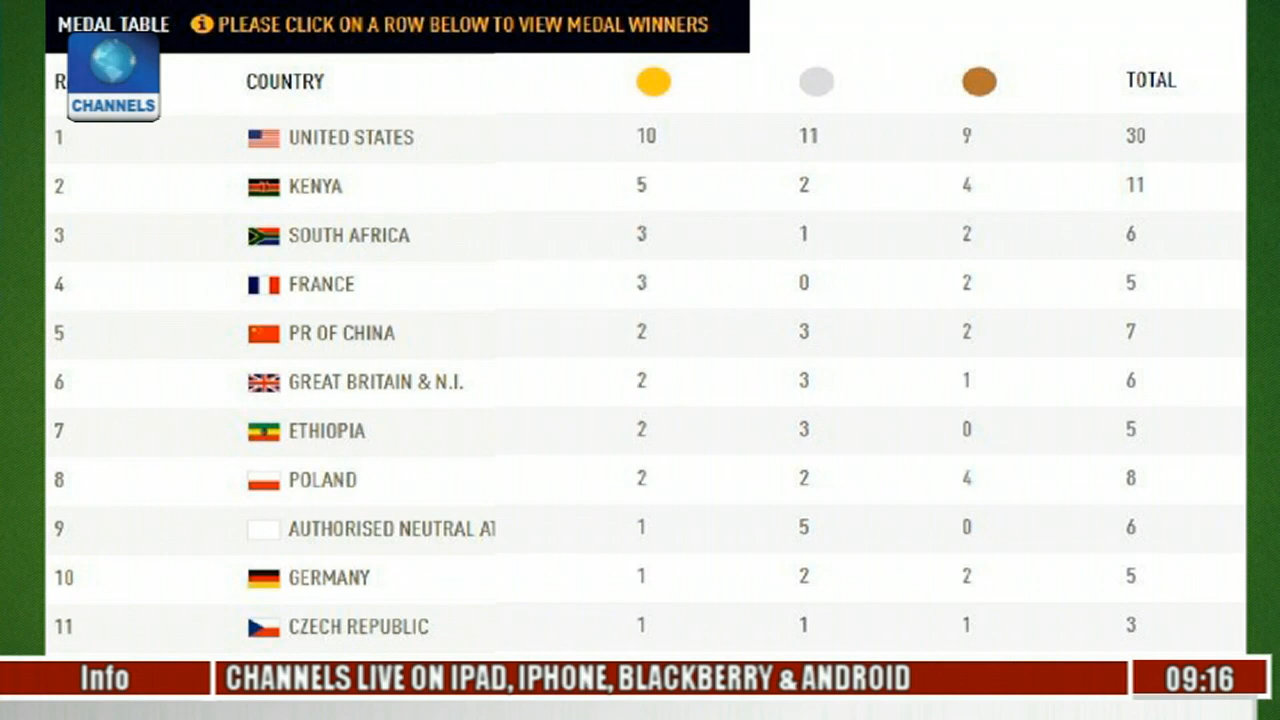 MEDAL TABLE PLEASE CLICK ON A ROW BELOW TO VIEW MEDAL WINNERS
CHANNELS
COUNTRY TOTAL
1 UNITED STATES 10 11 9 30
2 KENYA 5 2 4 11
3 SOUTH AFRICA 3 1 2 6
4 FRANCE 3 0 2 5
5 PR OF CHINA 2 3 2 7
6 GREAT BRITAIN & N.I. 2 3 1 6
7 ETHIOPIA 2 3 0 5
8 POLAND 2 2 4 8
9 AUTHORISED NEUTRAL AT 1 5 0 6
10 GERMANY 1 2 2 5
11 CZECH REPUBLIC 1 1 1 3
Info CHANNELS LIVE ON IPAD, IPHONE, BLACKBERRY & ANDROID 09:16